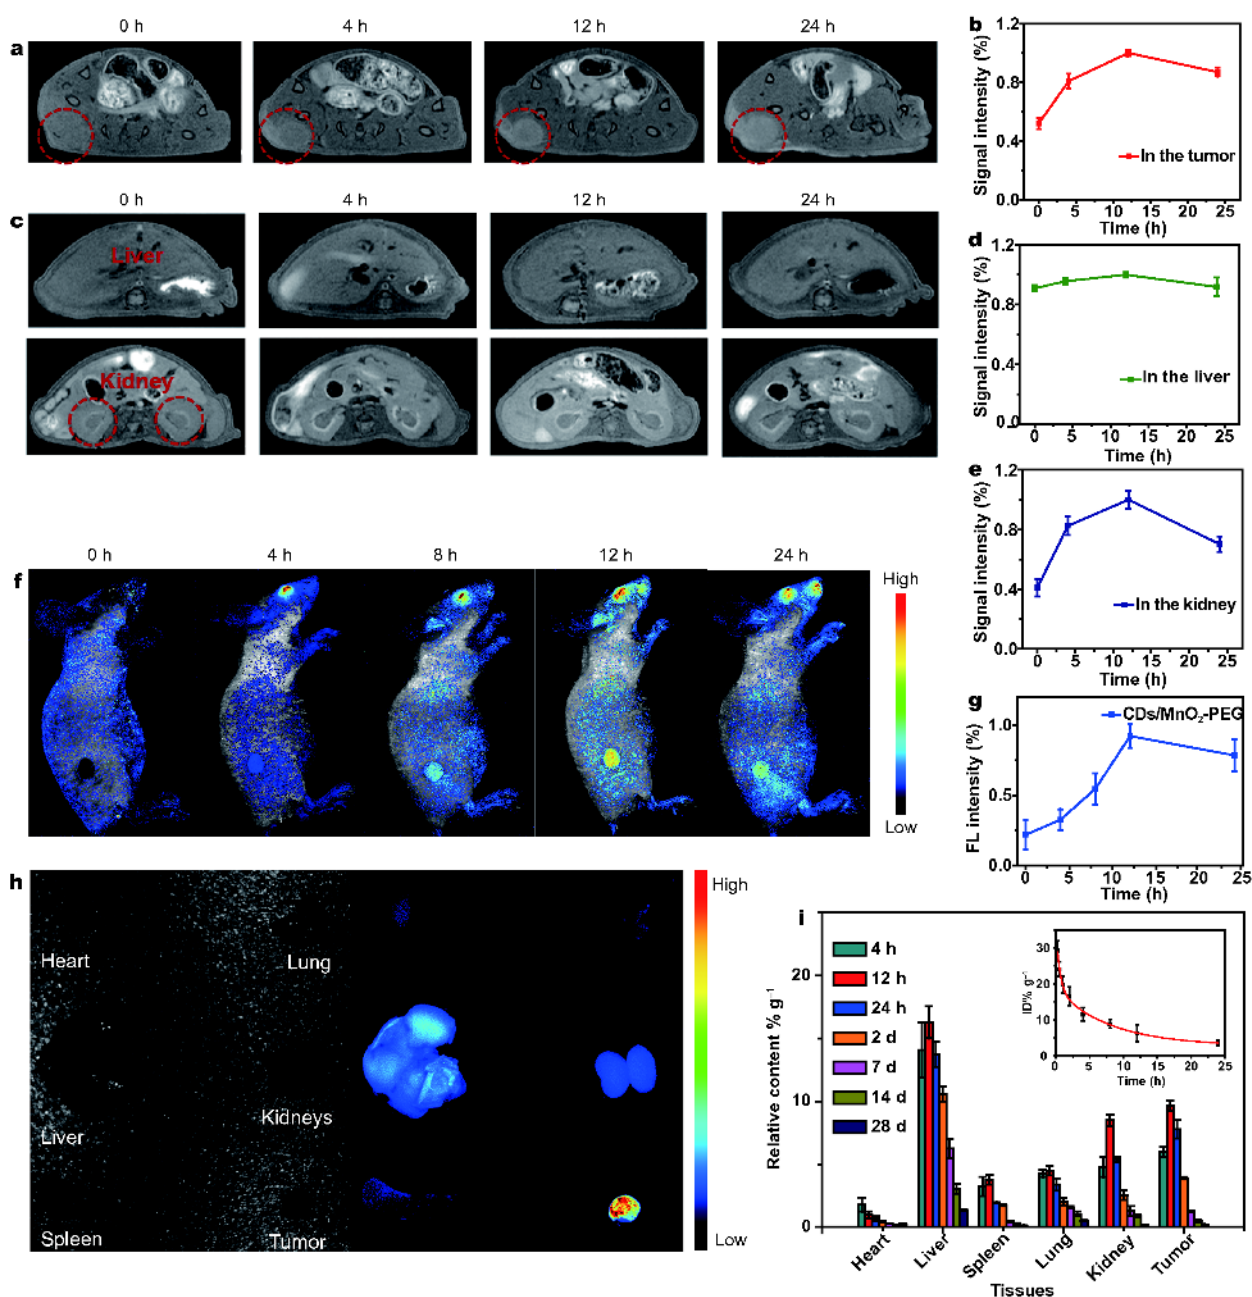 0 h 4 h 12 h 24 h
a
b
Signal intensity (%)
1.2
0.8
0.4
0.0
In the tumor
0 5 10 15 20 25
Time (h)
0 h 4 h 12 h 24 h
c
Liver
Kidney
d
Signal intensity (%)
1.2
0.8
0.4
0.0
In the liver
0 5 10 15 20 25
Time (h)
e
Signal intensity (%)
1.2
0.8
0.4
0.0
In the kidney
0 5 10 15 20 25
Time (h)
0 h 4 h 8 h 12 h 24 h
f
High
Low
g
FL intensity (%)
1.0
0.5
0.0
CDs/MnO₂-PEG
0 5 10 15 20 25
Time (h)
h
Heart Lung
Liver Kidneys
Spleen Tumor
High
Low
i
Relative content % g⁻¹
20
10
0
4 h
12 h
24 h
2 d
7 d
14 d
28 d
ID% g⁻¹
30
20
10
0
0 4 8 12 16 20 24
Time (h)
Heart Liver Spleen Lung Kidney Tumor
Tissues